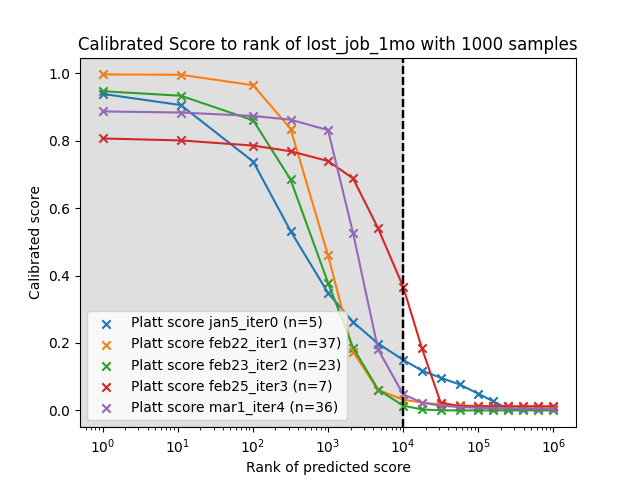 Calibrated Score to rank of lost_job_1mo with 1000 samples
Calibrated score
1.0
0.8
0.6
0.4
0.2
0.0
Platt score jan5_iter0 (n=5)
Platt score feb22_iter1 (n=37)
Platt score feb23_iter2 (n=23)
Platt score feb25_iter3 (n=7)
Platt score mar1_iter4 (n=36)
10⁰ 10¹ 10² 10³ 10⁴ 10⁵ 10⁶
Rank of predicted score